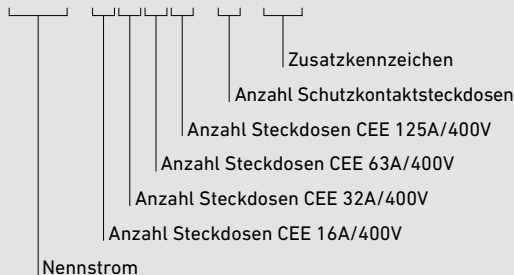 Zusatzkennzeichen
Anzahl Schutzkontaktsteckdosen
Anzahl Steckdosen CEE 125A/400V
Anzahl Steckdosen CEE 63A/400V
Anzahl Steckdosen CEE 32A/400V
Anzahl Steckdosen CEE 16A/400V
Nennstrom